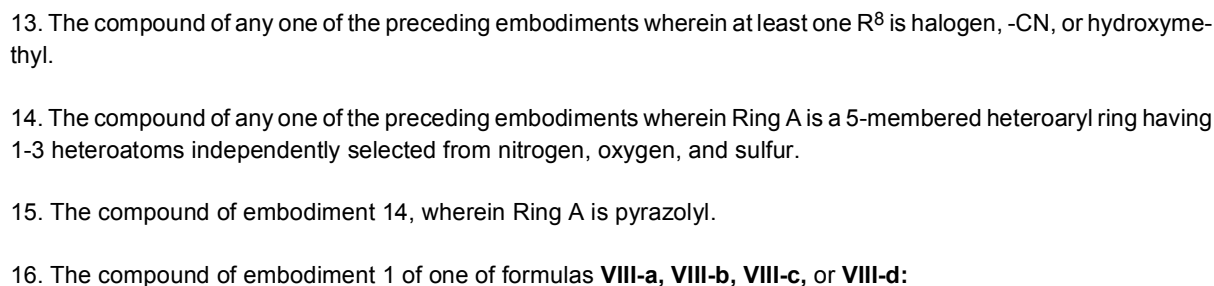 13. The compound of any one of the preceding embodiments wherein at least one R⁸ is halogen, -CN, or hydroxyme-
thyl.
14. The compound of any one of the preceding embodiments wherein Ring A is a 5-membered heteroaryl ring having
1-3 heteroatoms independently selected from nitrogen, oxygen, and sulfur.
15. The compound of embodiment 14, wherein Ring A is pyrazolyl.
16. The compound of embodiment 1 of one of formulas VIII-a, VIII-b, VIII-c, or VIII-d: